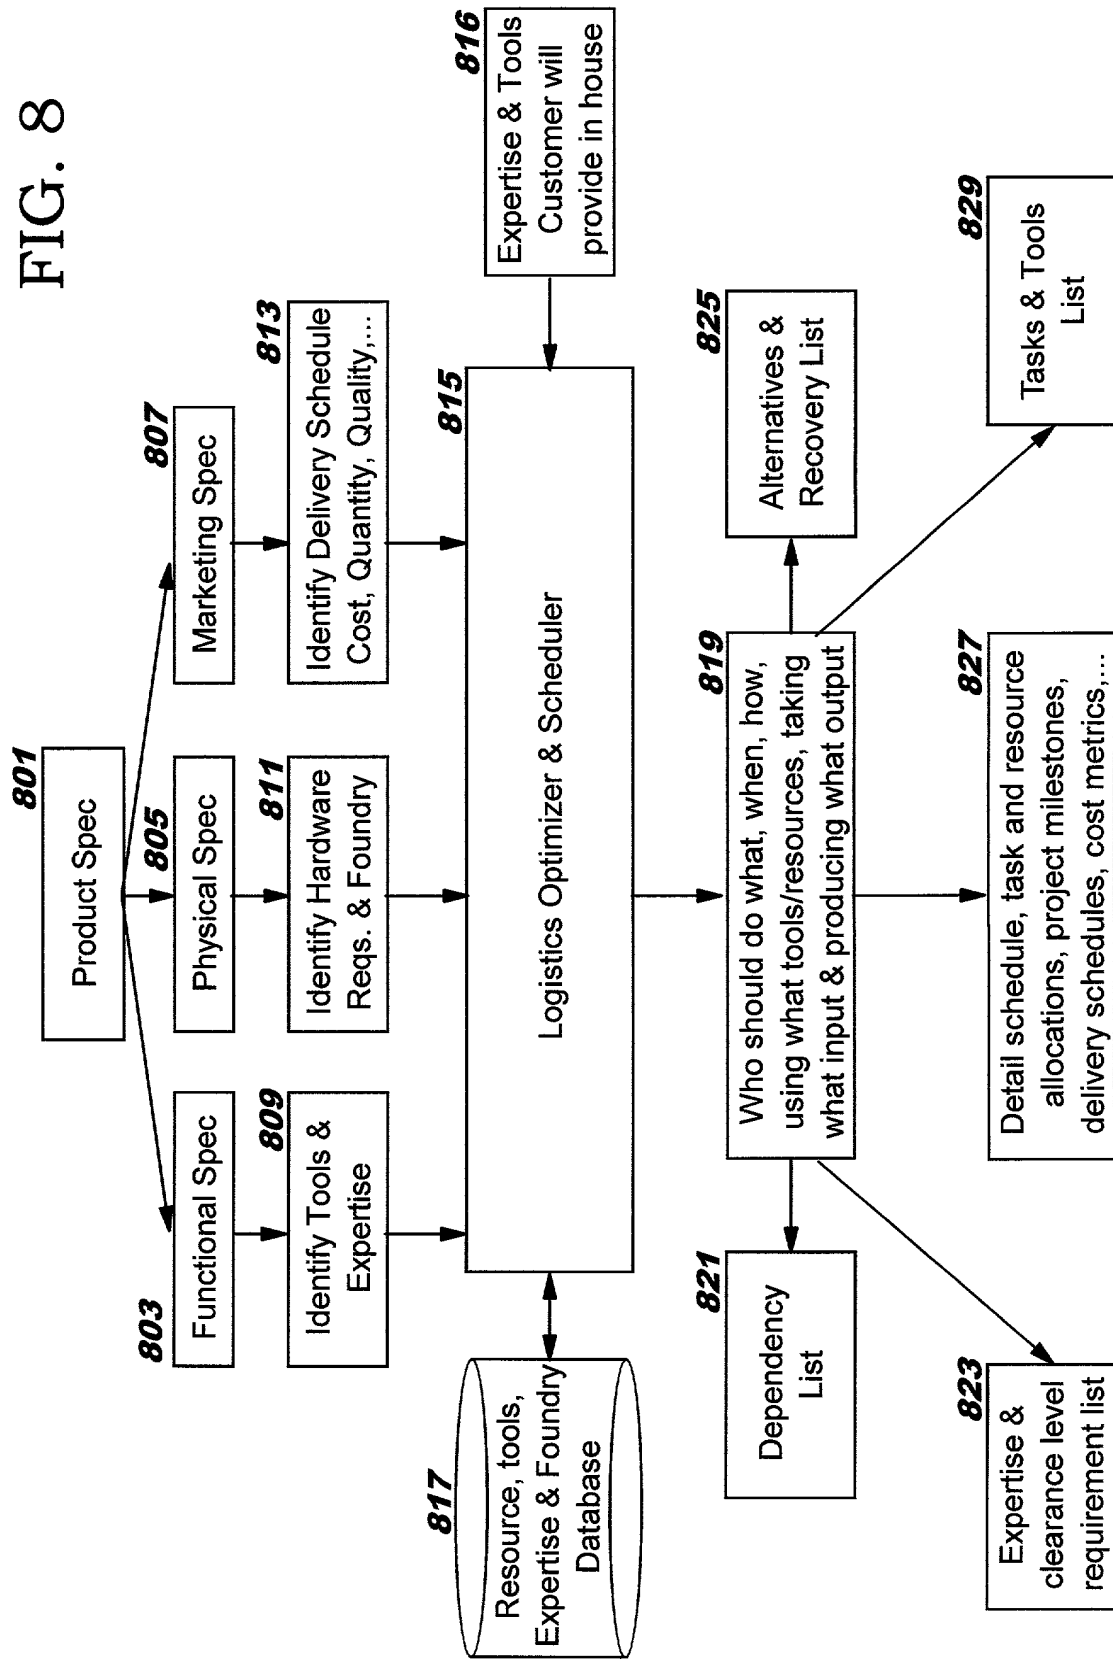 FIG. 8
801
Product Spec
803
Functional Spec
805
Physical Spec
807
Marketing Spec
809
Identify Tools &
Expertise
811
Identify Hardware
Reqs. & Foundry
813
Identify Delivery Schedule
Cost, Quantity, Quality,...
815
Logistics Optimizer & Scheduler
816
Expertise & Tools
Customer will
provide in house
817
Resource, tools,
Expertise & Foundry
Database
819
Who should do what, when, how,
using what tools/resources, taking
what input & producing what output
821
Dependency
List
825
Alternatives &
Recovery List
823
Expertise &
clearance level
requirement list
827
Detail schedule, task and resource
allocations, project milestones,
delivery schedules, cost metrics,...
829
Tasks & Tools
List